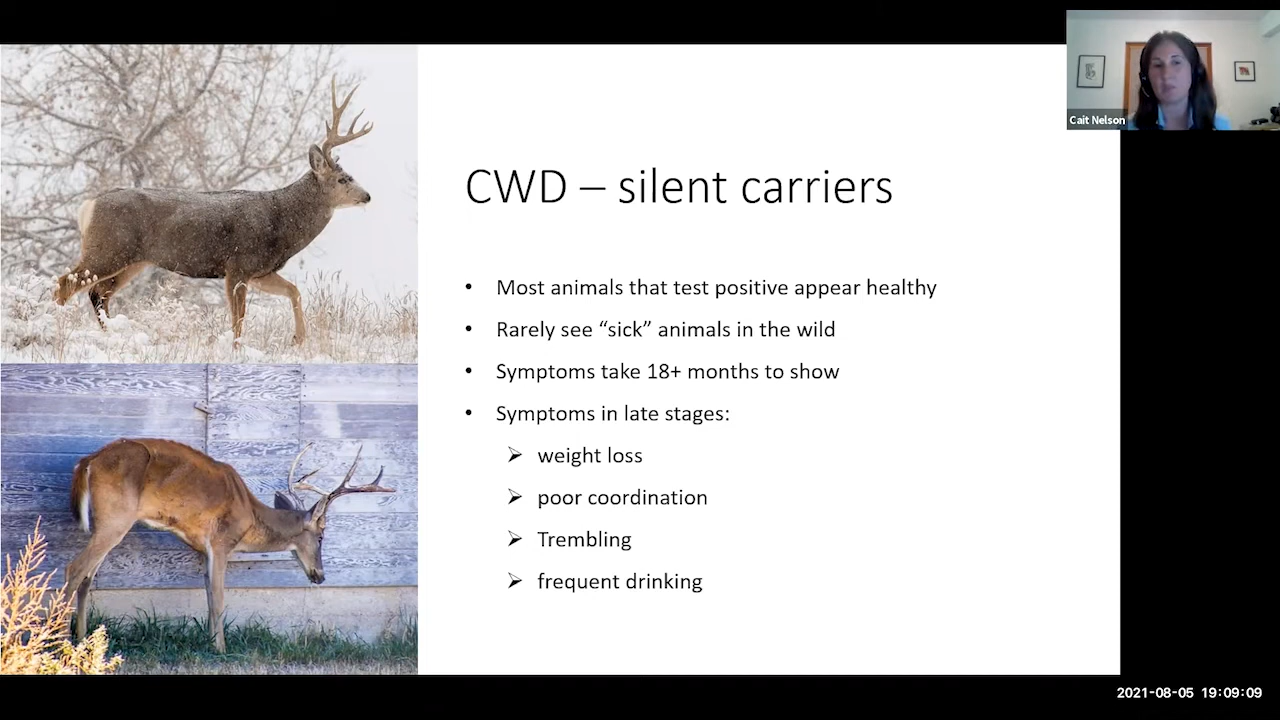 Cait Nelson
CWD – silent carriers
• Most animals that test positive appear healthy
• Rarely see “sick” animals in the wild
• Symptoms take 18+ months to show
• Symptoms in late stages:
➢ weight loss
➢ poor coordination
➢ Trembling
➢ frequent drinking
2021-08-05 19:09:09